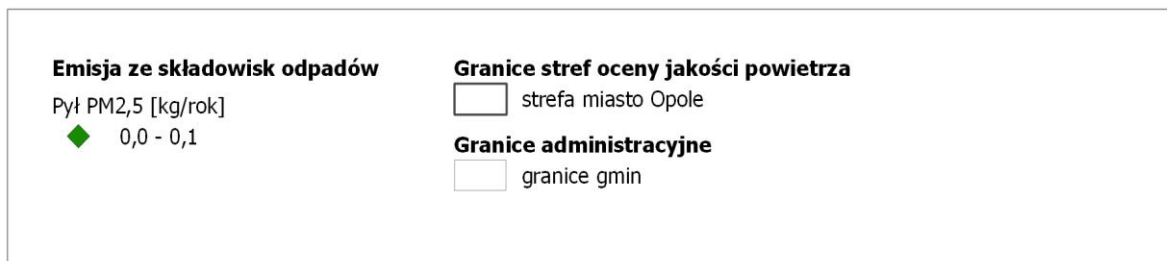 Emisja ze składowisk odpadów
Pył PM2,5 [kg/rok]
0,0 - 0,1
Granice stref oceny jakości powietrza
strefa miasto Opole
Granice administracyjne
granice gmin